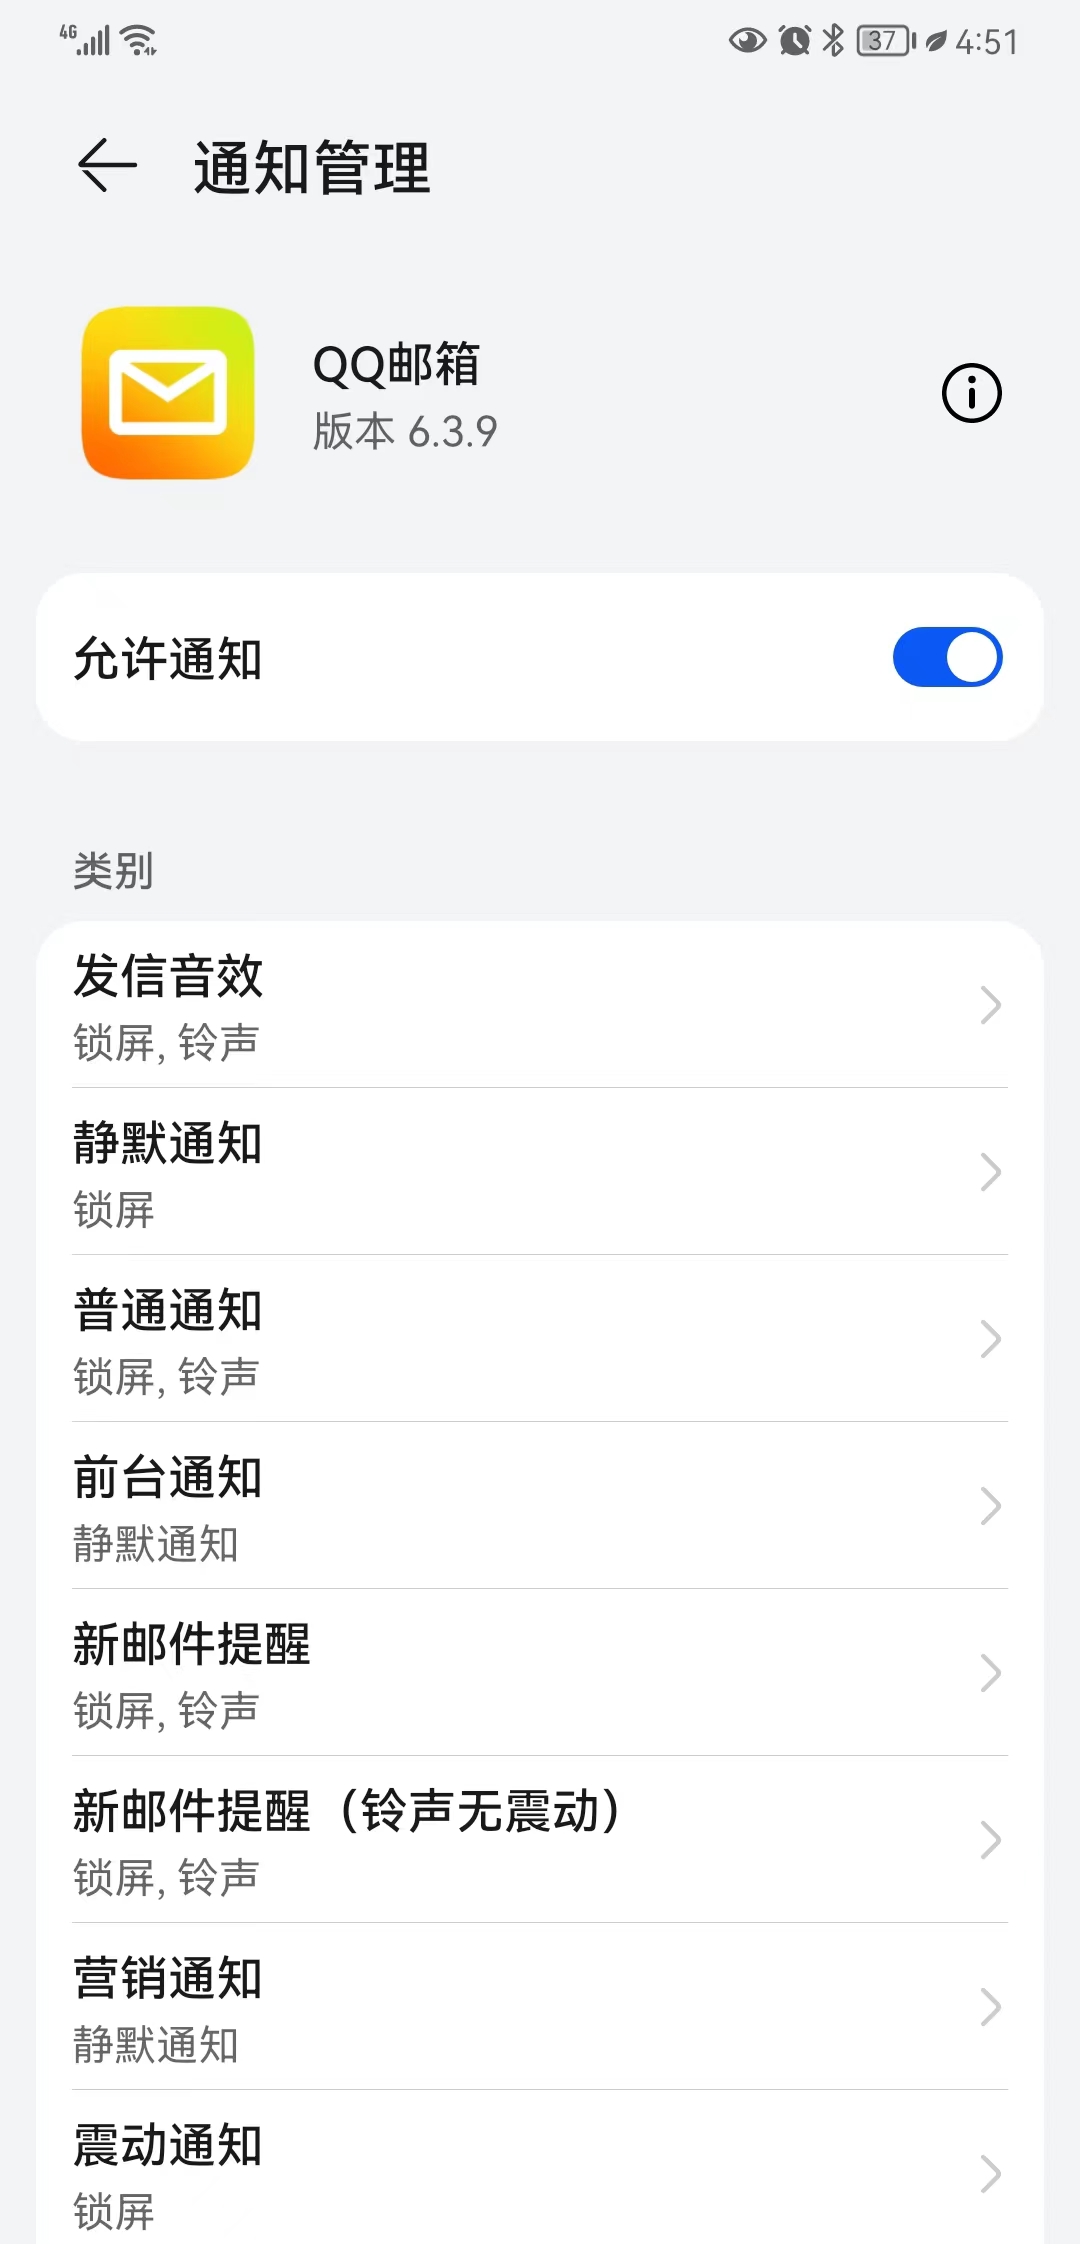 4G 37 4:51
通知管理
QQ邮箱
版本 6.3.9
允许通知
类别
发信音效
锁屏, 铃声
静默通知
锁屏
普通通知
锁屏, 铃声
前台通知
静默通知
新邮件提醒
锁屏, 铃声
新邮件提醒（铃声无震动）
锁屏, 铃声
营销通知
静默通知
震动通知
锁屏